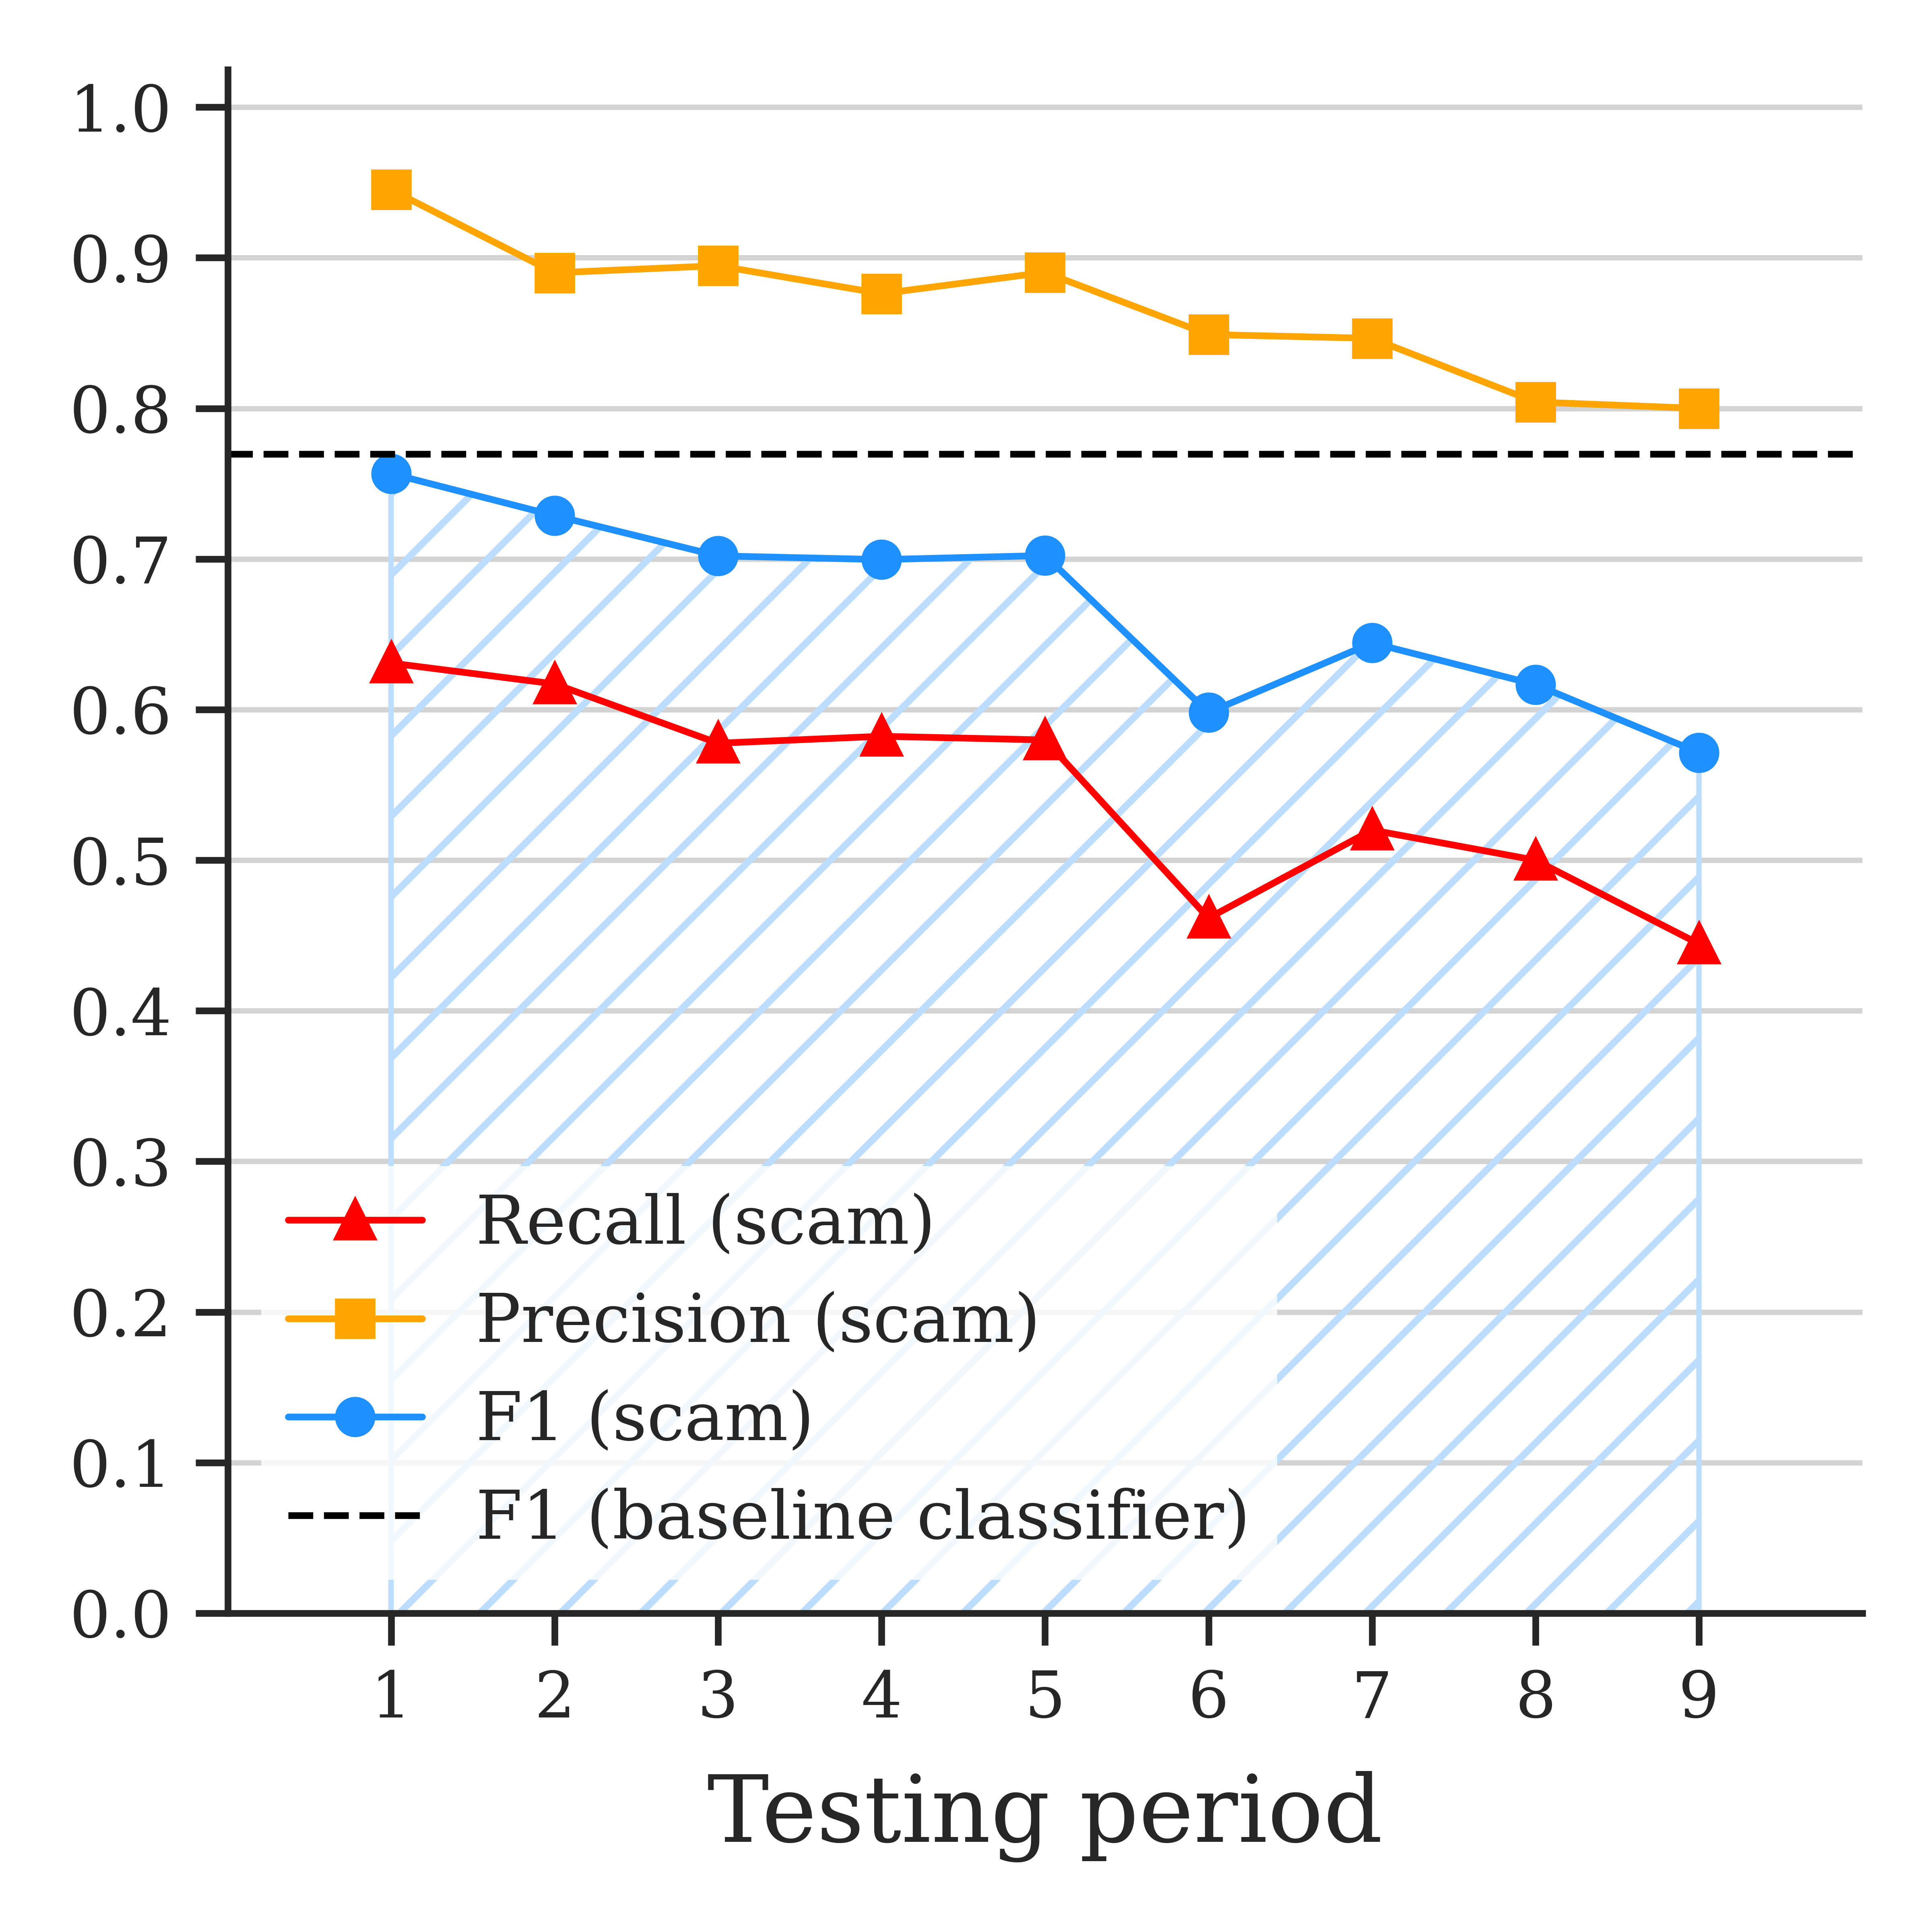 1.0
0.9
0.8
0.7
0.6
0.5
0.4
0.3
0.2
0.1
0.0
Recall (scam)
Precision (scam)
F1 (scam)
F1 (baseline classifier)
1 2 3 4 5 6 7 8 9
Testing period